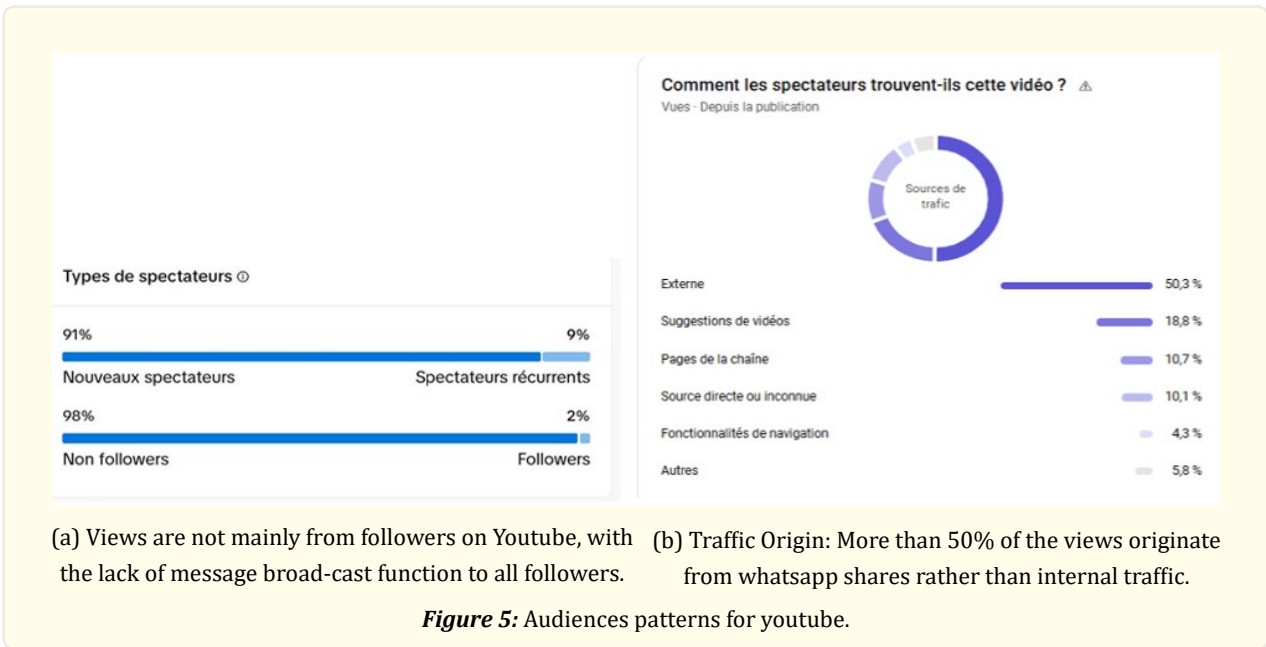 Types de spectateurs
91% 9%
Nouveaux spectateurs Spectateurs récurrents
98% 2%
Non followers Followers
Comment les spectateurs trouvent-ils cette vidéo ?
Vues · Depuis la publication
Sources de
trafic
Externe 50,3 %
Suggestions de vidéos 18,8 %
Pages de la chaîne 10,7 %
Source directe ou inconnue 10,1 %
Fonctionnalités de navigation 4,3 %
Autres 5,8 %
(a) Views are not mainly from followers on Youtube, with
the lack of message broad-cast function to all followers.
(b) Traffic Origin: More than 50% of the views originate
from whatsapp shares rather than internal traffic.
Figure 5: Audiences patterns for youtube.